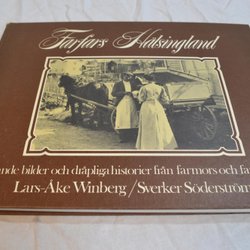 Farfars Hälsingland
bilder och dråpliga historier från farmors och
Lars-Åke Winberg / Sverker Söderström